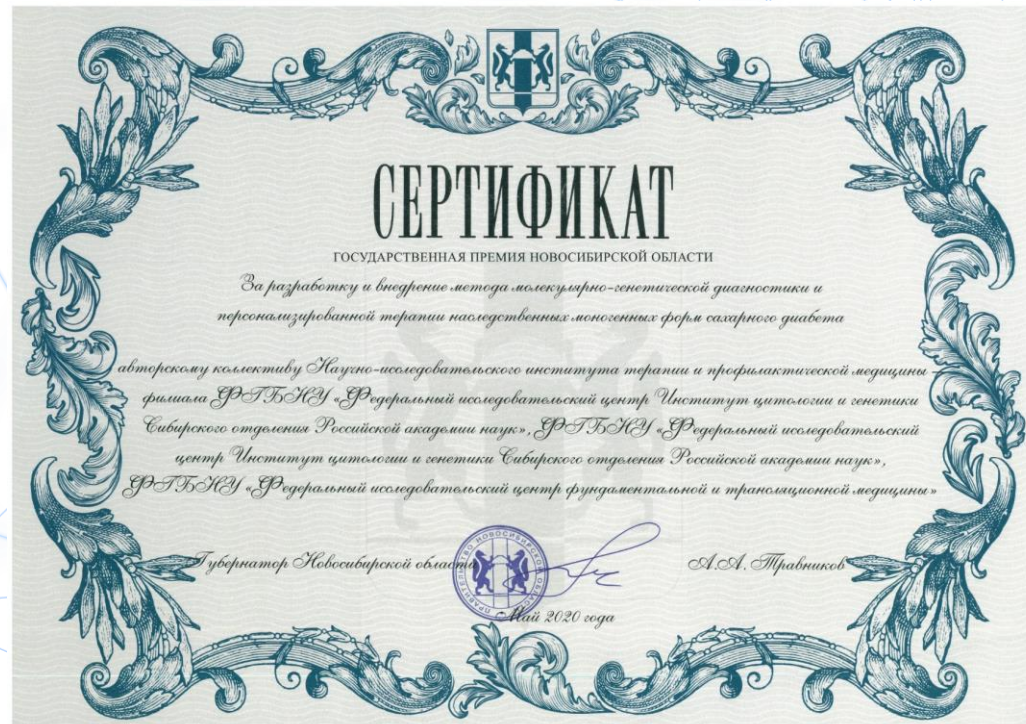 СЕРТИФИКАТ
ГОСУДАРСТВЕННАЯ ПРЕМИЯ НОВОСИБИРСКОЙ ОБЛАСТИ
За разработку и внедрение метода молекулярно-генетической диагностики и
персонализированной терапии наследственных моногенных форм сахарного диабета
авторскому коллективу Научно-исследовательского института терапии и профилактической медицины -
филиала ФГБНУ «Федеральный исследовательский центр Институт цитологии и генетики
Сибирского отделения Российской академии наук», ФГБНУ «Федеральный исследовательский
центр Институт цитологии и генетики Сибирского отделения Российской академии наук»,
ФГБНУ «Федеральный исследовательский центр фундаментальной и трансляционной медицины»
Губернатор Новосибирской области А.А. Травников
ПРАВИТЕЛЬСТВО НОВОСИБИРСКОЙ ОБЛАСТИ
Май 2020 года